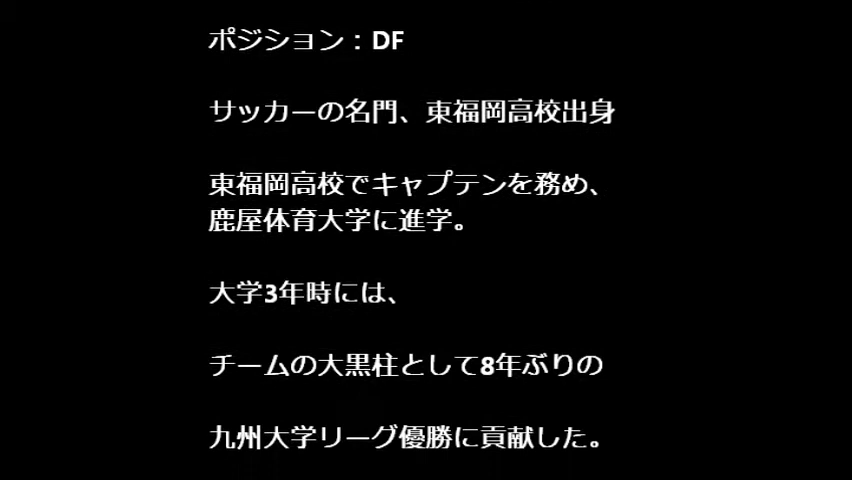 ポジション：DF
サッカーの名門、東福岡高校出身
東福岡高校でキャプテンを務め、
鹿屋体育大学に進学。
大学3年時には、
チームの大黒柱として8年ぶりの
九州大学リーグ優勝に貢献した。